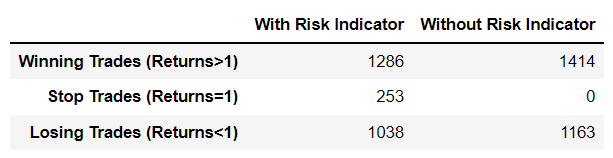 With Risk Indicator Without Risk Indicator
Winning Trades (Returns>1) 1286 1414
Stop Trades (Returns=1) 253 0
Losing Trades (Returns<1) 1038 1163